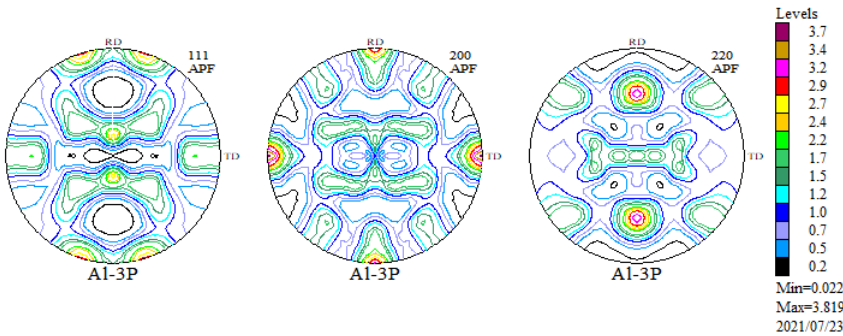 RD
111
APF
TD
Al-3P
RD
200
APF
TD
Al-3P
RD
220
APF
TD
Al-3P
Levels
3.7
3.4
3.2
2.9
2.7
2.4
2.2
1.7
1.5
1.2
1.0
0.7
0.5
0.2
Min=0.022
Max=3.819
2021/07/23